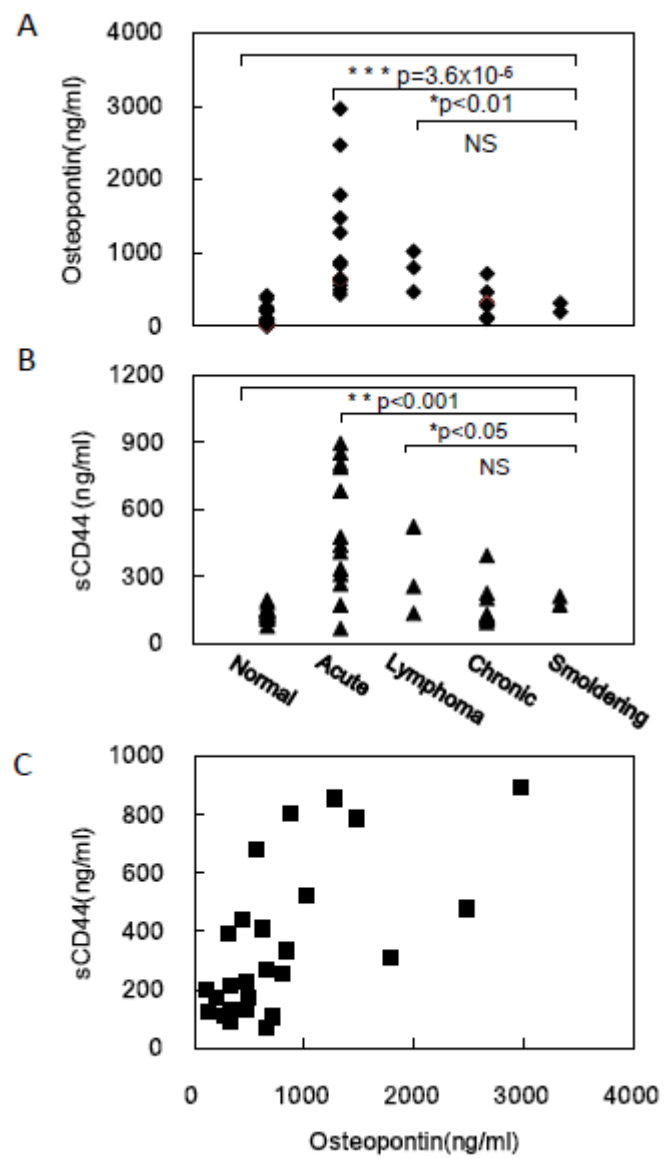 A
4000
* * * p=3.6x10-6
*p<0.01
NS
3000
2000
1000
0
Osteopontin(ng/ml)
B
1200
* * p<0.001
*p<0.05
NS
900
600
300
0
sCD44 (ng/ml)
Normal
Acute
Lymphoma
Chronic
Smoldering
C
1000
800
600
400
200
0
sCD44(ng/ml)
0 1000 2000 3000 4000
Osteopontin(ng/ml)